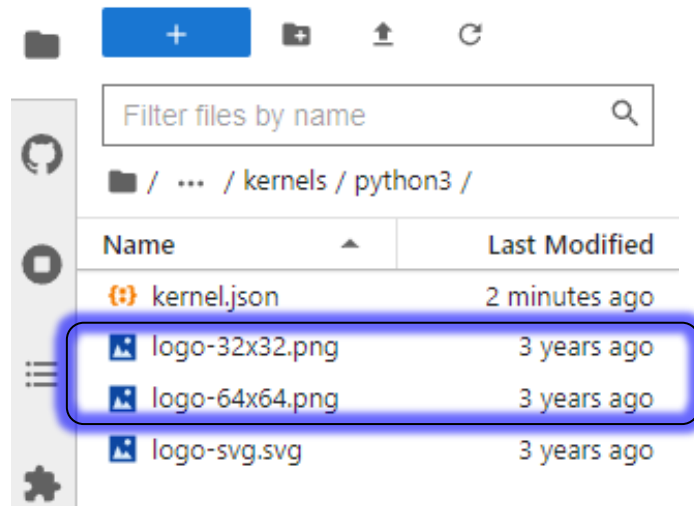 +
Filter files by name
/ ... / kernels / python3 /
Name Last Modified
kernel.json 2 minutes ago
logo-32x32.png 3 years ago
logo-64x64.png 3 years ago
logo-svg.svg 3 years ago